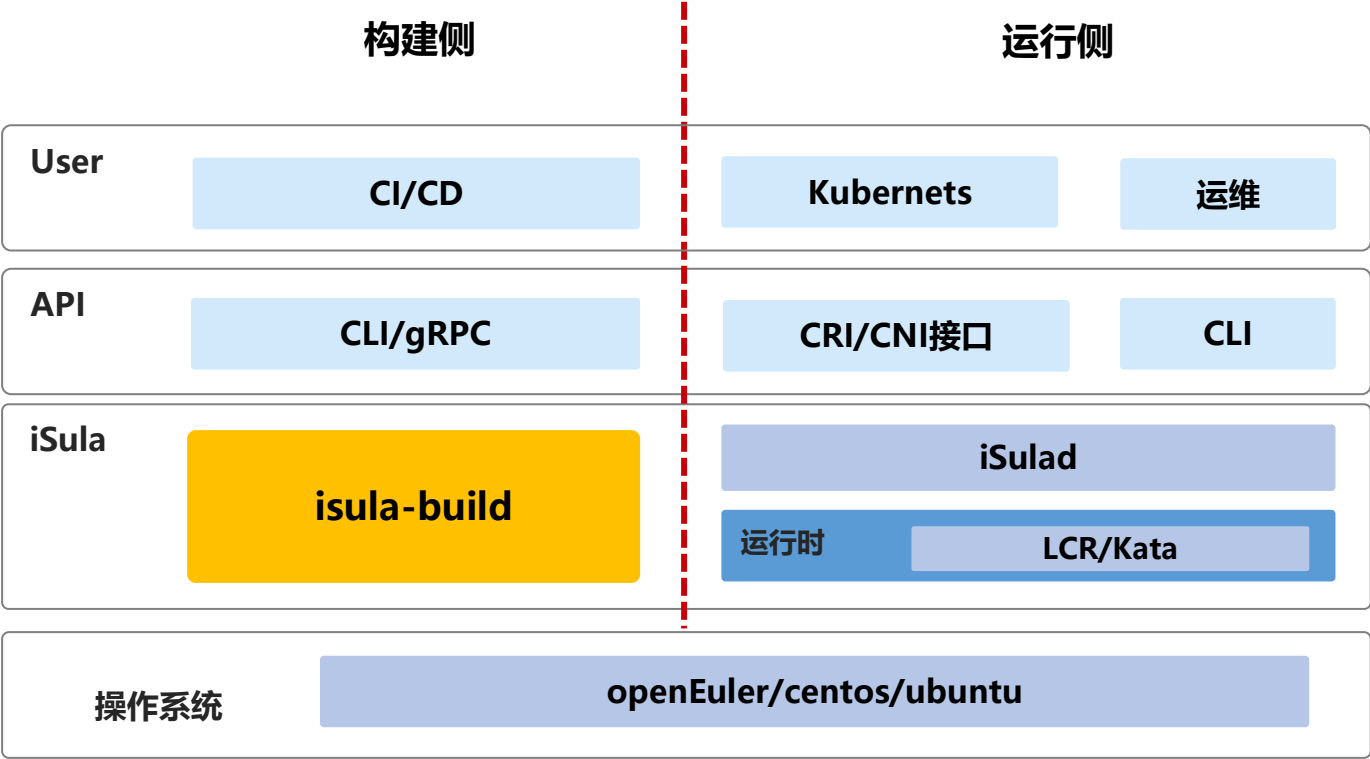 构建侧
运行侧
User
CI/CD
Kubernets
运维
API
CLI/gRPC
CRI/CNI接口
CLI
iSula
isula-build
iSulad
运行时
LCR/Kata
操作系统
openEuler/centos/ubuntu